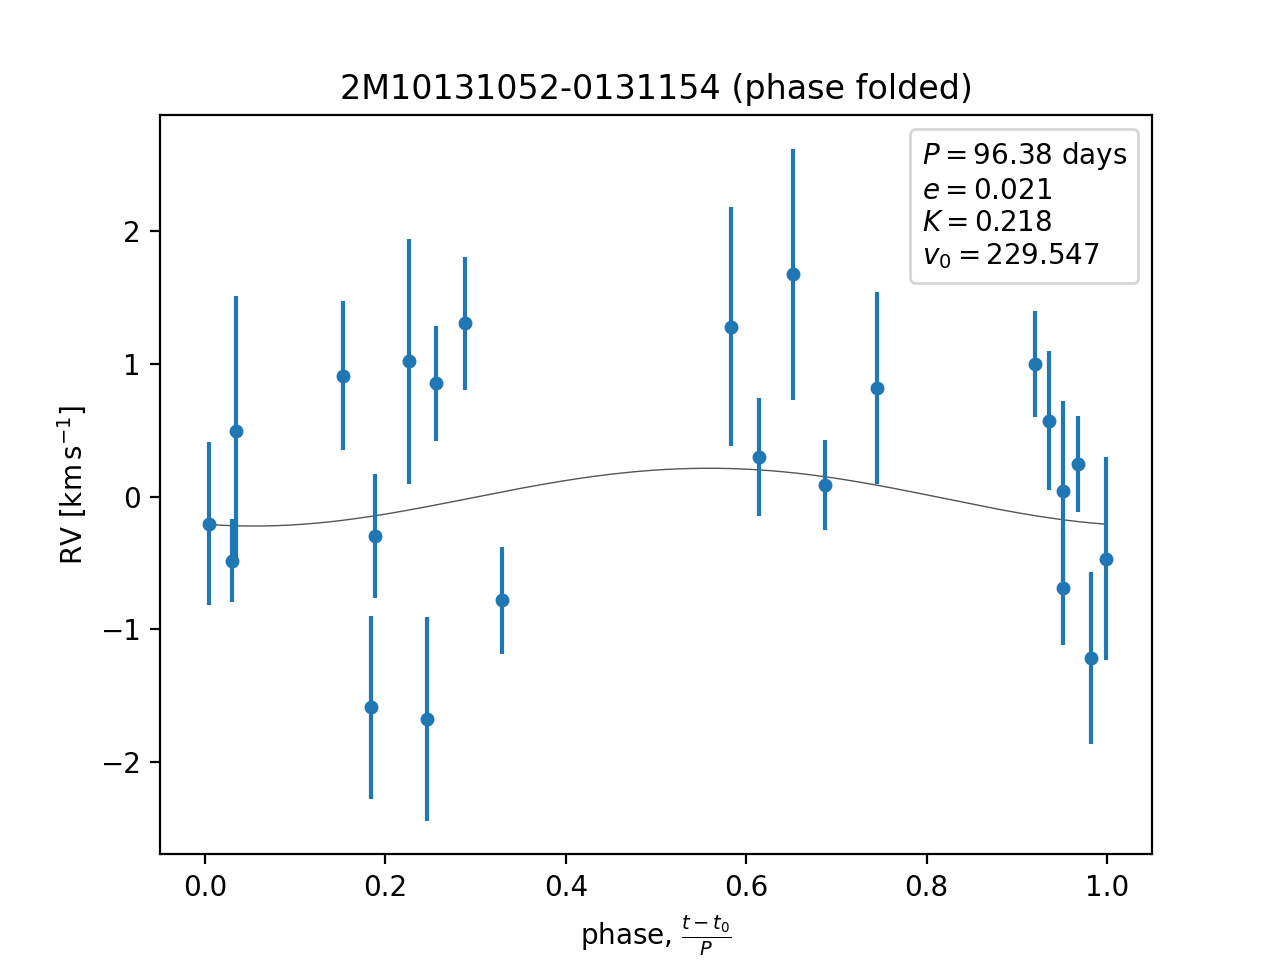 2M10131052-0131154 (phase folded)
P = 96.38 days
e = 0.021
K = 0.218
v₀ = 229.547
RV [km s⁻¹]
2
1
0
−1
−2
0.0 0.2 0.4 0.6 0.8 1.0
phase, (t − t₀)/P